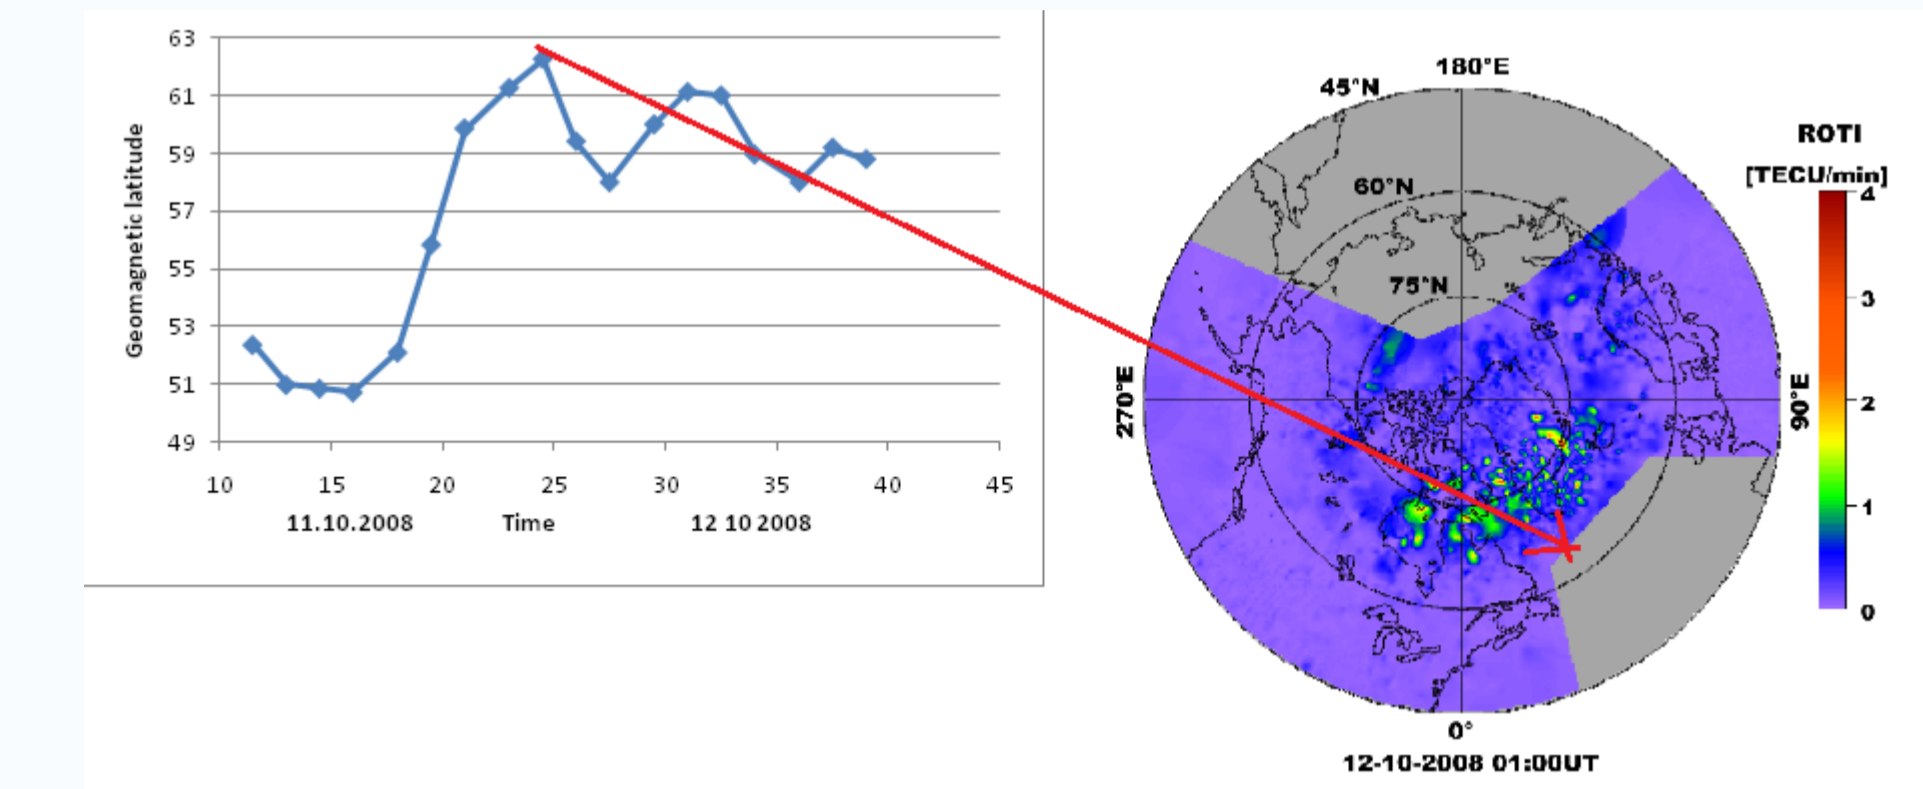 63
61
59
57
55
53
51
49
Geomagnetic latitude
10 15 20 25 30 35 40 45
11.10.2008 Time 12 10 2008
180°E
45°N
60°N
75°N
270°E
90°E
0°
12-10-2008 01:00UT
ROTI
[TECU/min]
4
3
2
1
0